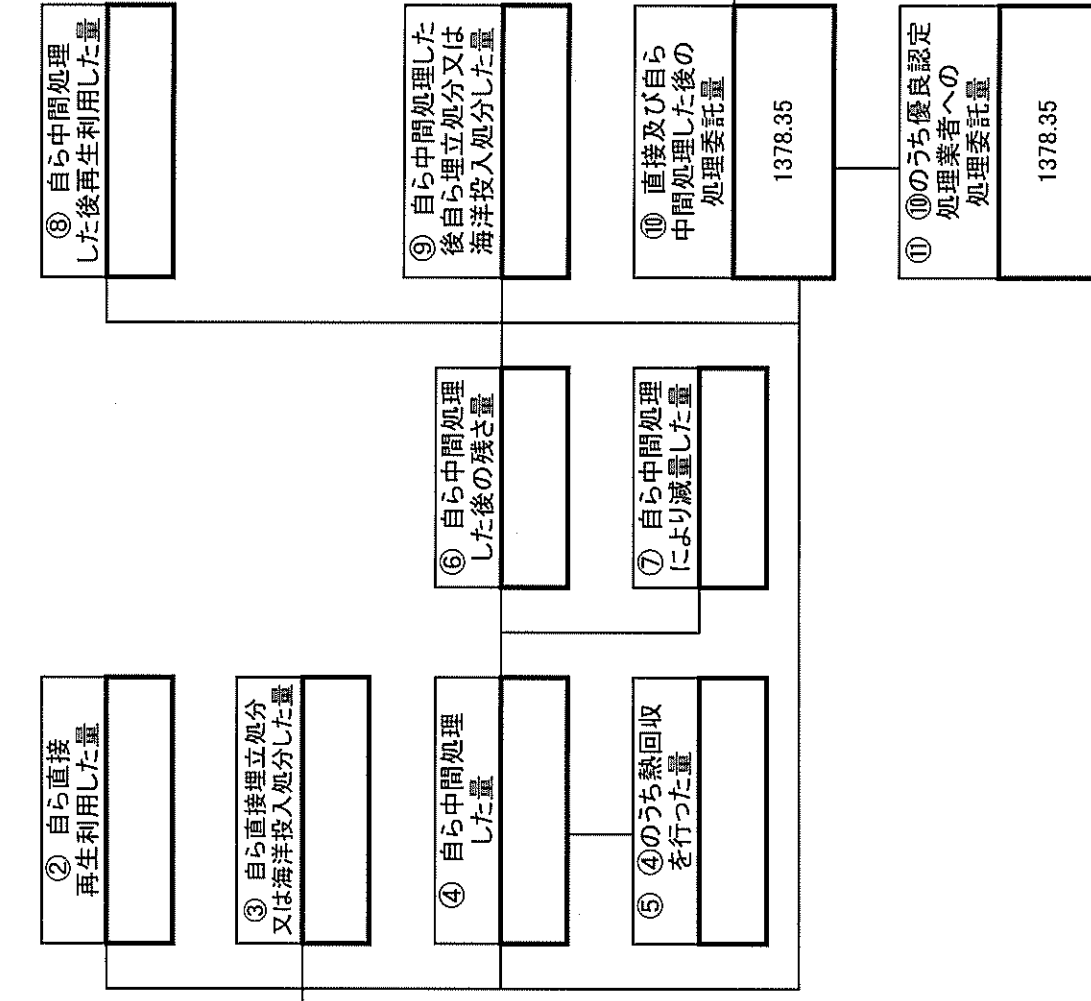 ② 自ら直接
再生利用した量
③ 自ら直接埋立処分
又は海洋投入処分した量
④ 自ら中間処理
した量
⑤ ④のうち熱回収
を行った量
⑥ 自ら中間処理
した後の残さ量
⑦ 自ら中間処理
により減量した量
⑧ 自ら中間処理
した後再生利用した量
⑨ 自ら中間処理した
後自ら埋立処分又は
海洋投入処分した量
⑩ 直接及び自ら
中間処理した後の
処理委託量
1378.35
⑪ ⑩のうち優良認定
処理業者への
処理委託量
1378.35